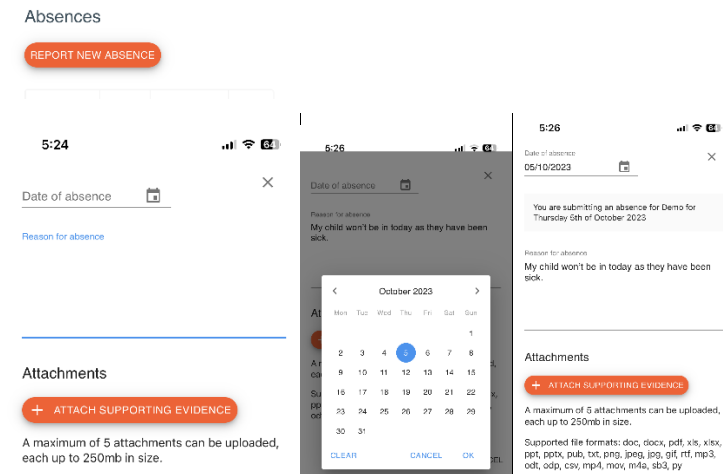 Absences
REPORT NEW ABSENCE
5:24
64
Date of absence
Reason for absence
Attachments
+ ATTACH SUPPORTING EVIDENCE
A maximum of 5 attachments can be uploaded,
each up to 250mb in size.
5:26
64
Date of absence
Reason for absence
My child won't be in today as they have been
sick.
October 2023
Mon Tue Wed Thu Fri Sat Sun
1
2 3 4 5 6 7 8
9 10 11 12 13 14 15
16 17 18 19 20 21 22
23 24 25 26 27 28 29
30 31
CLEAR CANCEL OK
5:26
64
Date of absence
05/10/2023
You are submitting an absence for Demo for
Thursday 5th of October 2023
Reason for absence
My child won't be in today as they have been
sick.
Attachments
+ ATTACH SUPPORTING EVIDENCE
A maximum of 5 attachments can be uploaded,
each up to 250mb in size.
Supported file formats: doc, docx, pdf, xls, xlsx,
ppt, pptx, pub, txt, png, jpeg, jpg, gif, rtf, mp3,
odt, odp, csv, mp4, mov, m4a, sb3, py